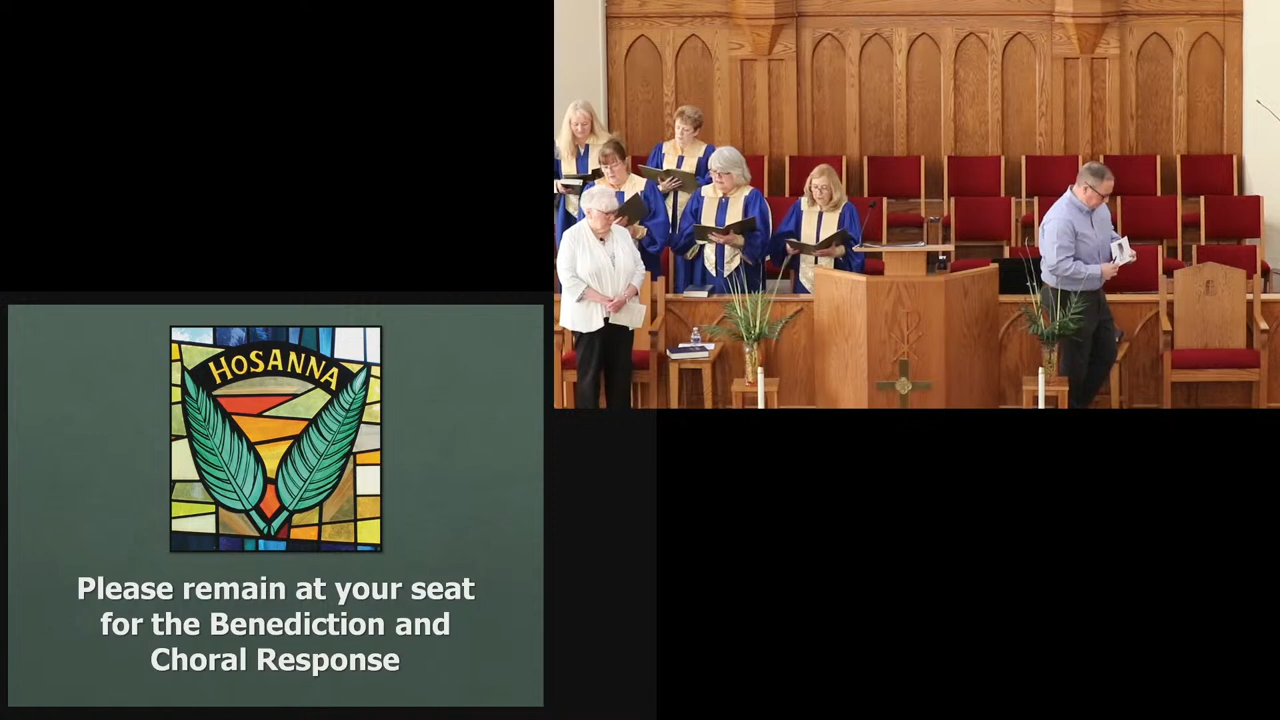 HOSANNA
Please remain at your seat
for the Benediction and
Choral Response